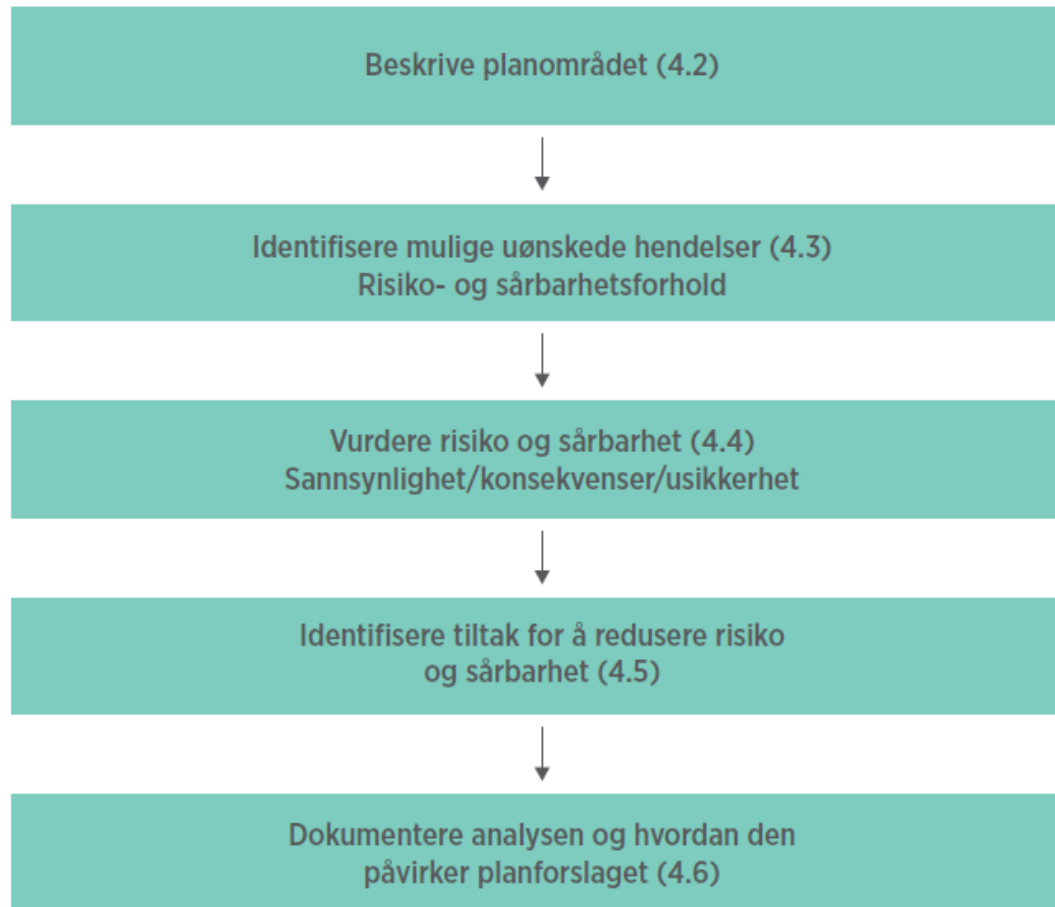 Beskrive planområdet (4.2)
Identifisere mulige uønskede hendelser (4.3)
Risiko- og sårbarhetsforhold
Vurdere risiko og sårbarhet (4.4)
Sannsynlighet/konsekvenser/usikkerhet
Identifisere tiltak for å redusere risiko
og sårbarhet (4.5)
Dokumentere analysen og hvordan den
påvirker planforslaget (4.6)